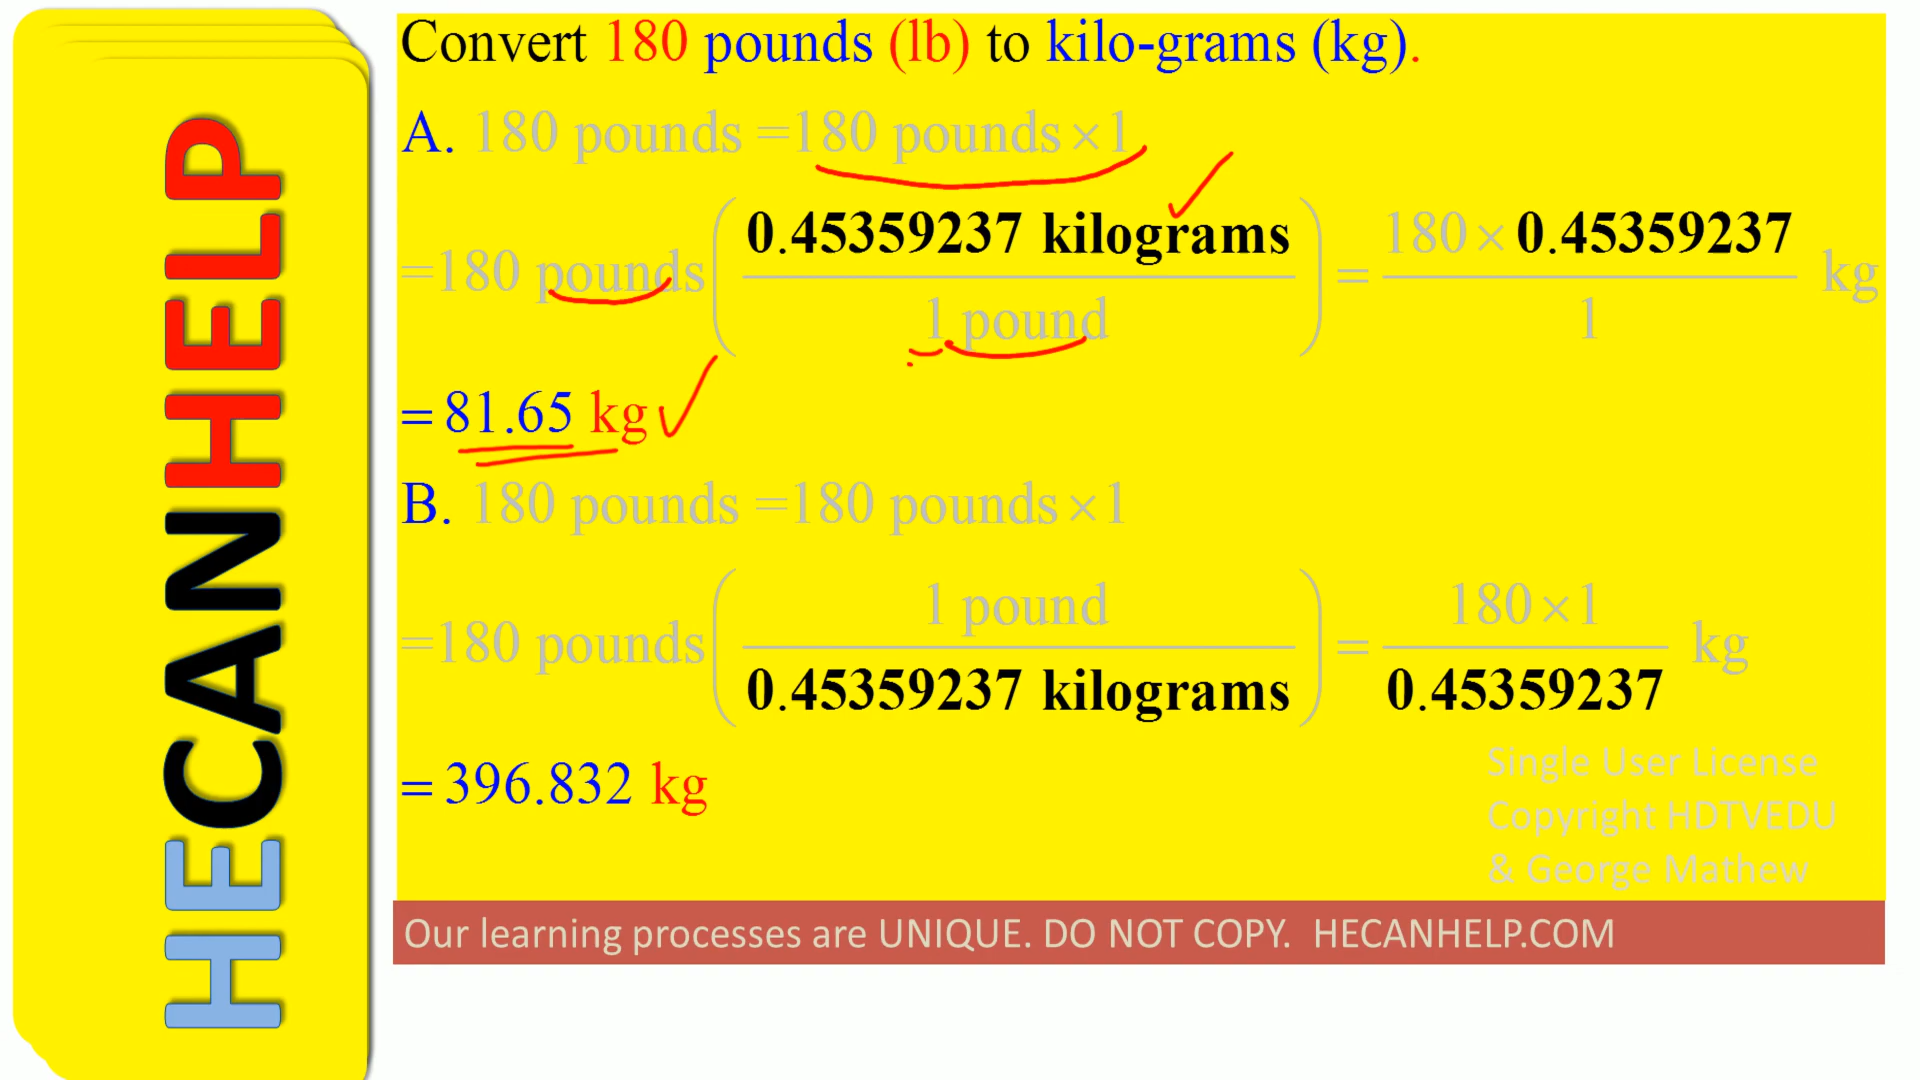 HECANHELP
Convert 180 pounds (lb) to kilo-grams (kg).
A. 180 pounds =180 pounds×1
=180 pounds(0.45359237 kilograms / 1 pound) = 180×0.45359237 / 1 kg
= 81.65 kg
B. 180 pounds =180 pounds×1
=180 pounds(1 pound / 0.45359237 kilograms) = 180×1 / 0.45359237 kg
= 396.832 kg
Single User License
Copyright HDTVEDU
& George Mathew
Our learning processes are UNIQUE. DO NOT COPY. HECANHELP.COM